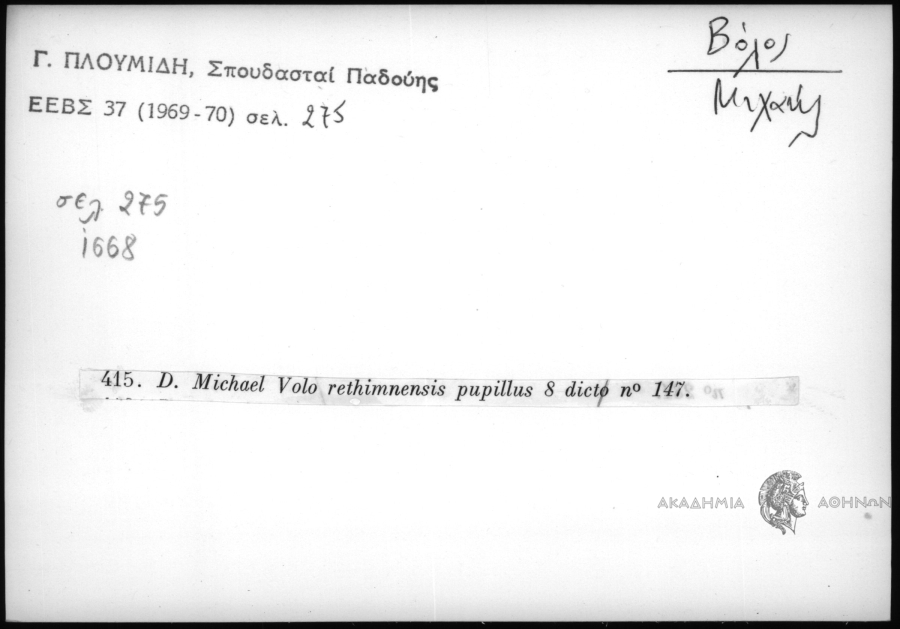 Γ. ΠΛΟΥΜΙΔΗ, Σπουδασταί Παδούης
ΕΕΒΣ 37 (1969-70) σελ. 275
Βόλος
Μιχαήλ
σελ 275
1668
415. D. Michael Volo rethimnensis pupillus 8 dicto nº 147.
ΑΚΑΔΗΜΙΑ ΑΘΗΝΩΝ